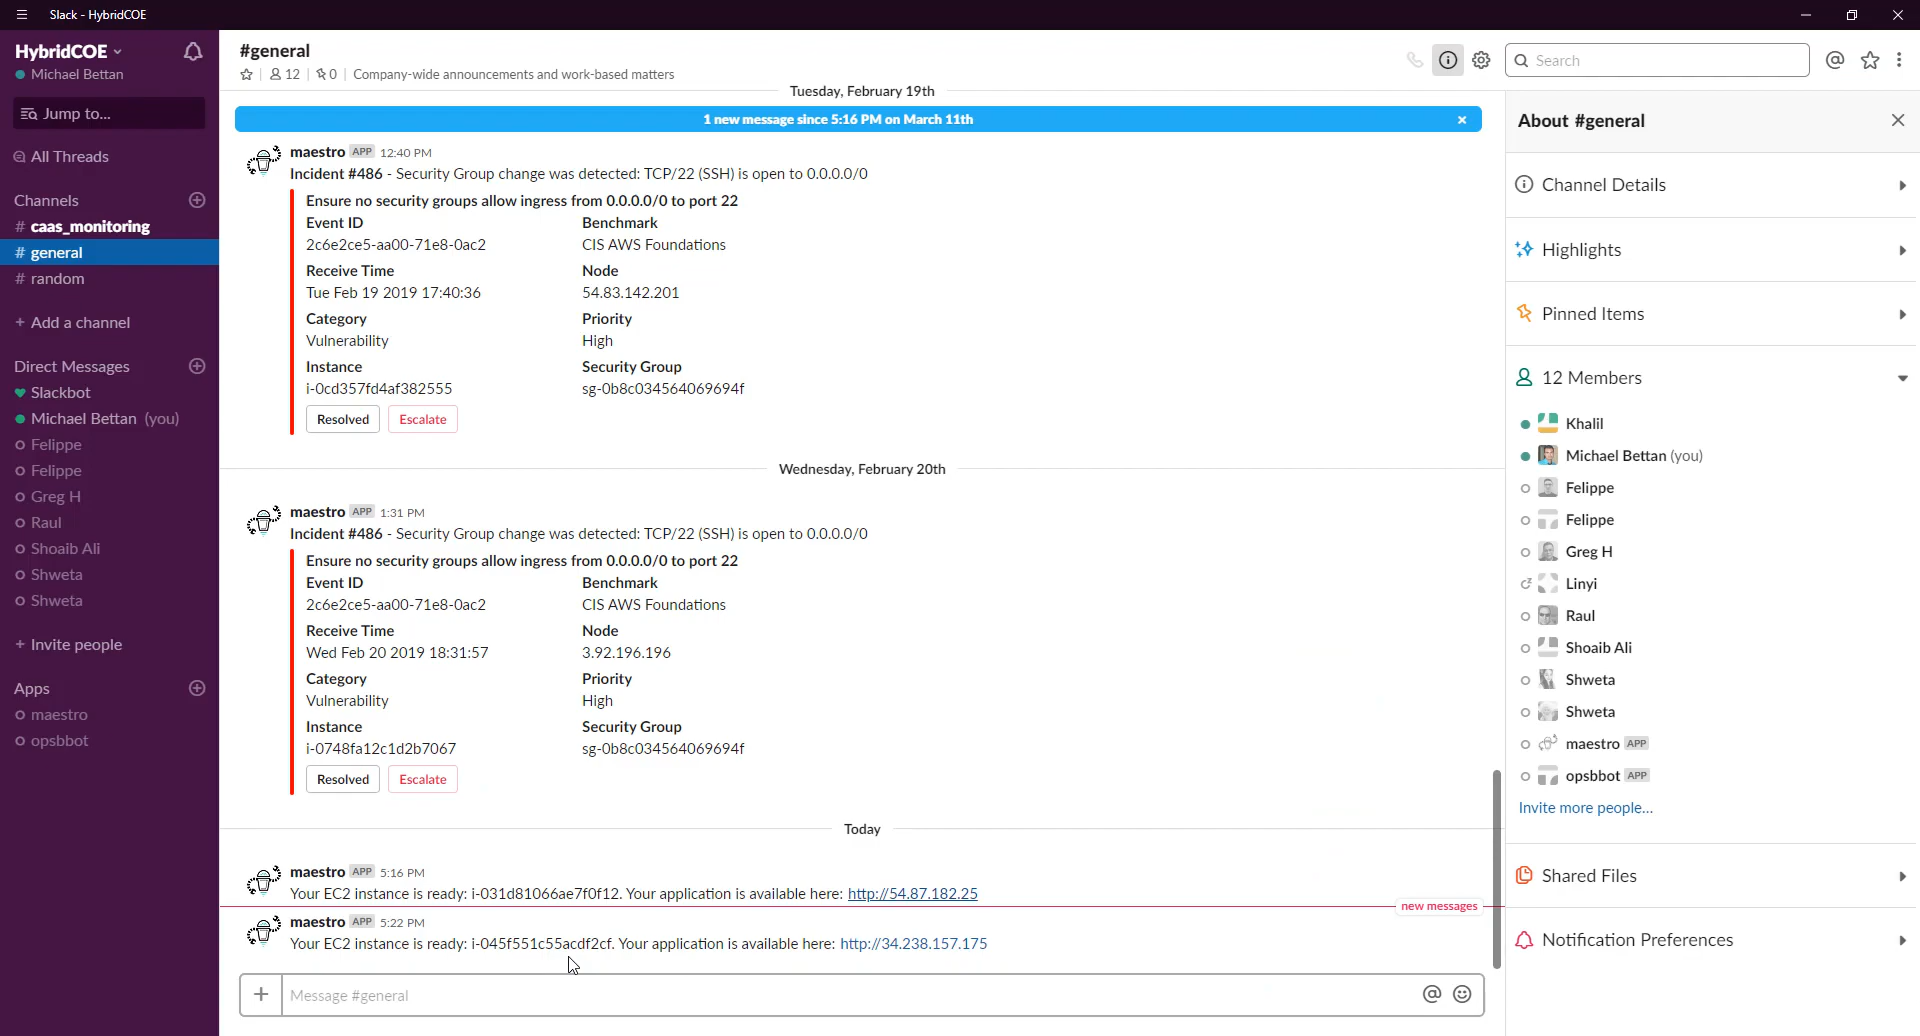 Slack - HybridCOE
HybridCOE
Michael Bettan
Jump to...
All Threads
Channels
# caas_monitoring
# general
# random
+ Add a channel
Direct Messages
Slackbot
Michael Bettan (you)
Felippe
Felippe
Greg H
Raul
Shoaib Ali
Shweta
Shweta
+ Invite people
Apps
maestro
opsbbot
#general
12 | 0 | Company-wide announcements and work-based matters
Search
Tuesday, February 19th
1 new message since 5:16 PM on March 11th
maestro APP 12:40 PM
Incident #486 - Security Group change was detected: TCP/22 (SSH) is open to 0.0.0.0/0
Ensure no security groups allow ingress from 0.0.0.0/0 to port 22
Event ID Benchmark
2c6e2ce5-aa00-71e8-0ac2 CIS AWS Foundations
Receive Time Node
Tue Feb 19 2019 17:40:36 54.83.142.201
Category Priority
Vulnerability High
Instance Security Group
i-0cd357fd4af382555 sg-0b8c034564069694f
Resolved Escalate
Wednesday, February 20th
maestro APP 1:31 PM
Incident #486 - Security Group change was detected: TCP/22 (SSH) is open to 0.0.0.0/0
Ensure no security groups allow ingress from 0.0.0.0/0 to port 22
Event ID Benchmark
2c6e2ce5-aa00-71e8-0ac2 CIS AWS Foundations
Receive Time Node
Wed Feb 20 2019 18:31:57 3.92.196.196
Category Priority
Vulnerability High
Instance Security Group
i-0748fa12c1d2b7067 sg-0b8c034564069694f
Resolved Escalate
Today
maestro APP 5:16 PM
Your EC2 instance is ready: i-031d81066ae7f0f12. Your application is available here: http://54.87.182.25
new messages
maestro APP 5:22 PM
Your EC2 instance is ready: i-045f551c55acdf2cf. Your application is available here: http://34.238.157.175
+ Message #general
About #general
Channel Details
Highlights
Pinned Items
12 Members
Khalil
Michael Bettan (you)
Felippe
Felippe
Greg H
Linyi
Raul
Shoaib Ali
Shweta
Shweta
maestro APP
opsbbot APP
Invite more people...
Shared Files
Notification Preferences